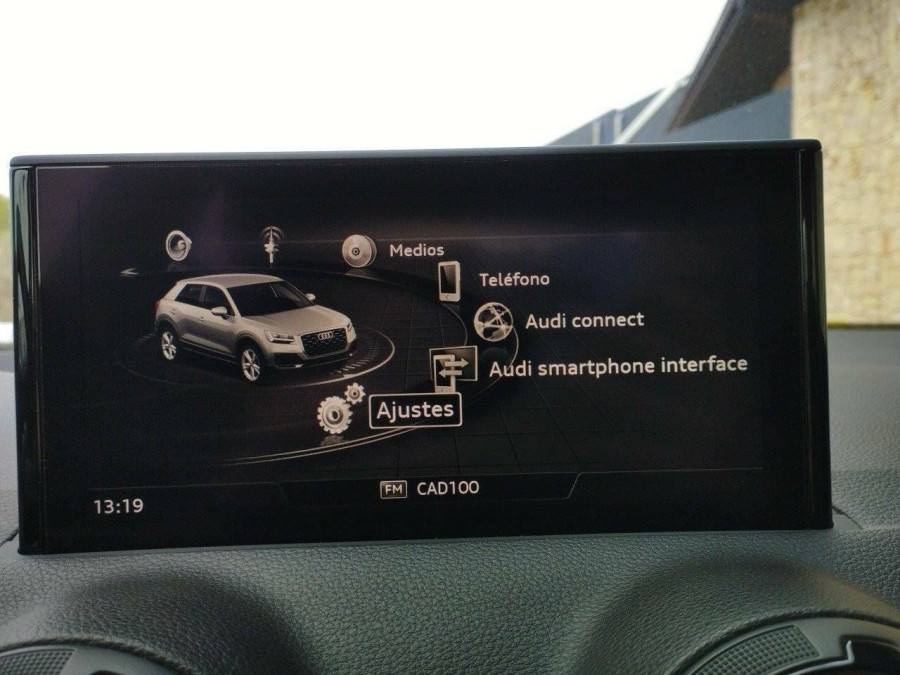 Medios
Teléfono
Audi connect
Audi smartphone interface
Ajustes
FM CAD100
13:19